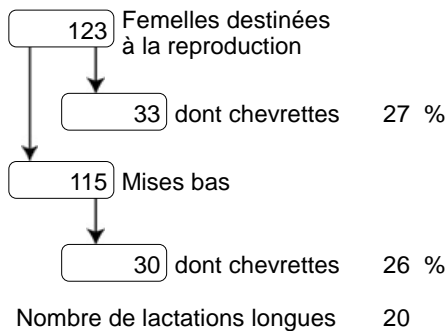 123 Femelles destinées
à la reproduction
33 dont chevrettes 27 %
115 Mises bas
30 dont chevrettes 26 %
Nombre de lactations longues 20